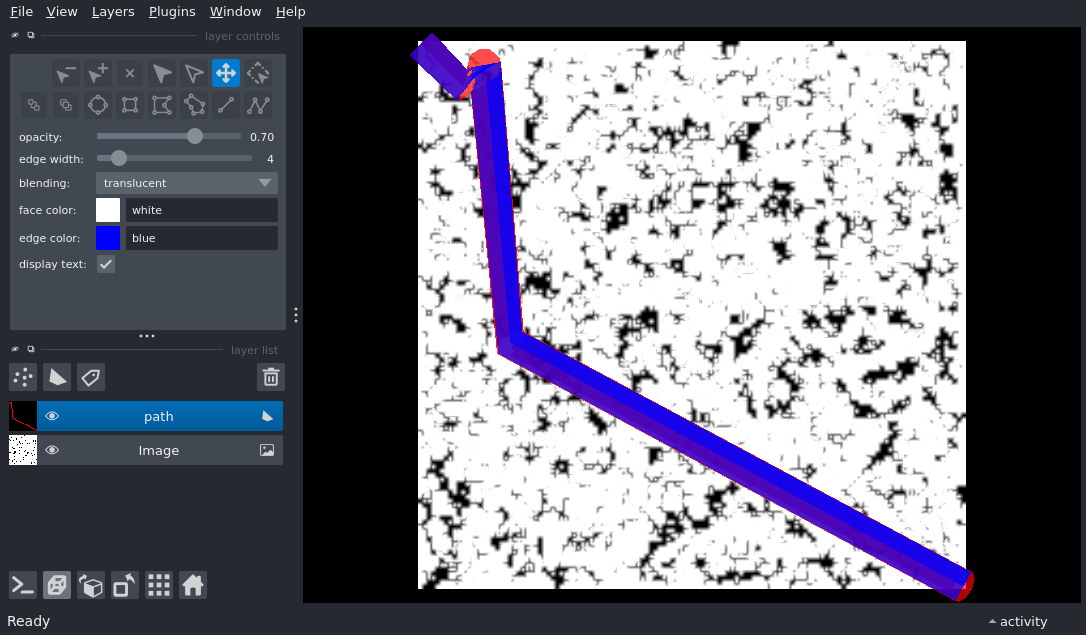 File View Layers Plugins Window Help
layer controls
opacity: 0.70
edge width: 4
blending: translucent
face color: white
edge color: blue
display text:
layer list
path
Image
Ready
activity